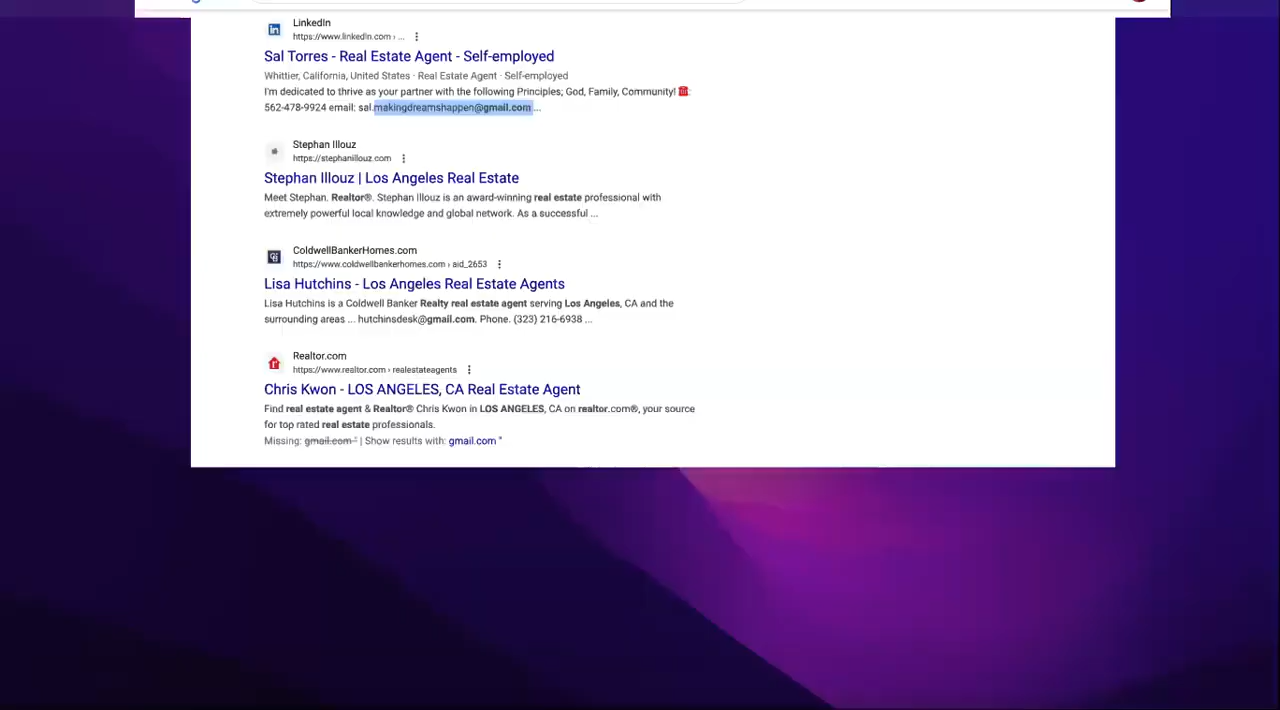 LinkedIn
https://www.linkedin.com › ...
Sal Torres - Real Estate Agent - Self-employed
Whittier, California, United States · Real Estate Agent · Self-employed
I'm dedicated to thrive as your partner with the following Principles; God, Family, Community! :
562-478-9924 email: sal.makingdreamshappen@gmail.com ...
Stephan Illouz
https://stephanillouz.com
Stephan Illouz | Los Angeles Real Estate
Meet Stephan. Realtor®. Stephan Illouz is an award-winning real estate professional with
extremely powerful local knowledge and global network. As a successful ...
ColdwellBankerHomes.com
https://www.coldwellbankerhomes.com › aid_2653
Lisa Hutchins - Los Angeles Real Estate Agents
Lisa Hutchins is a Coldwell Banker Realty real estate agent serving Los Angeles, CA and the
surrounding areas ... hutchinsdesk@gmail.com. Phone. (323) 216-6938 ...
Realtor.com
https://www.realtor.com › realestateagents
Chris Kwon - LOS ANGELES, CA Real Estate Agent
Find real estate agent & Realtor® Chris Kwon in LOS ANGELES, CA on realtor.com®, your source
for top rated real estate professionals.
Missing: gmail.com " | Show results with: gmail.com "